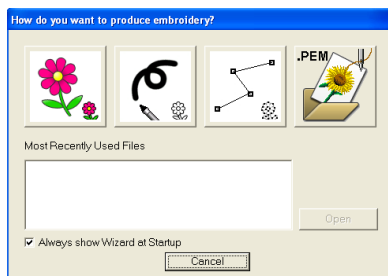 How do you want to produce embroidery?
.PEM
Most Recently Used Files
Open
Always show Wizard at Startup
Cancel